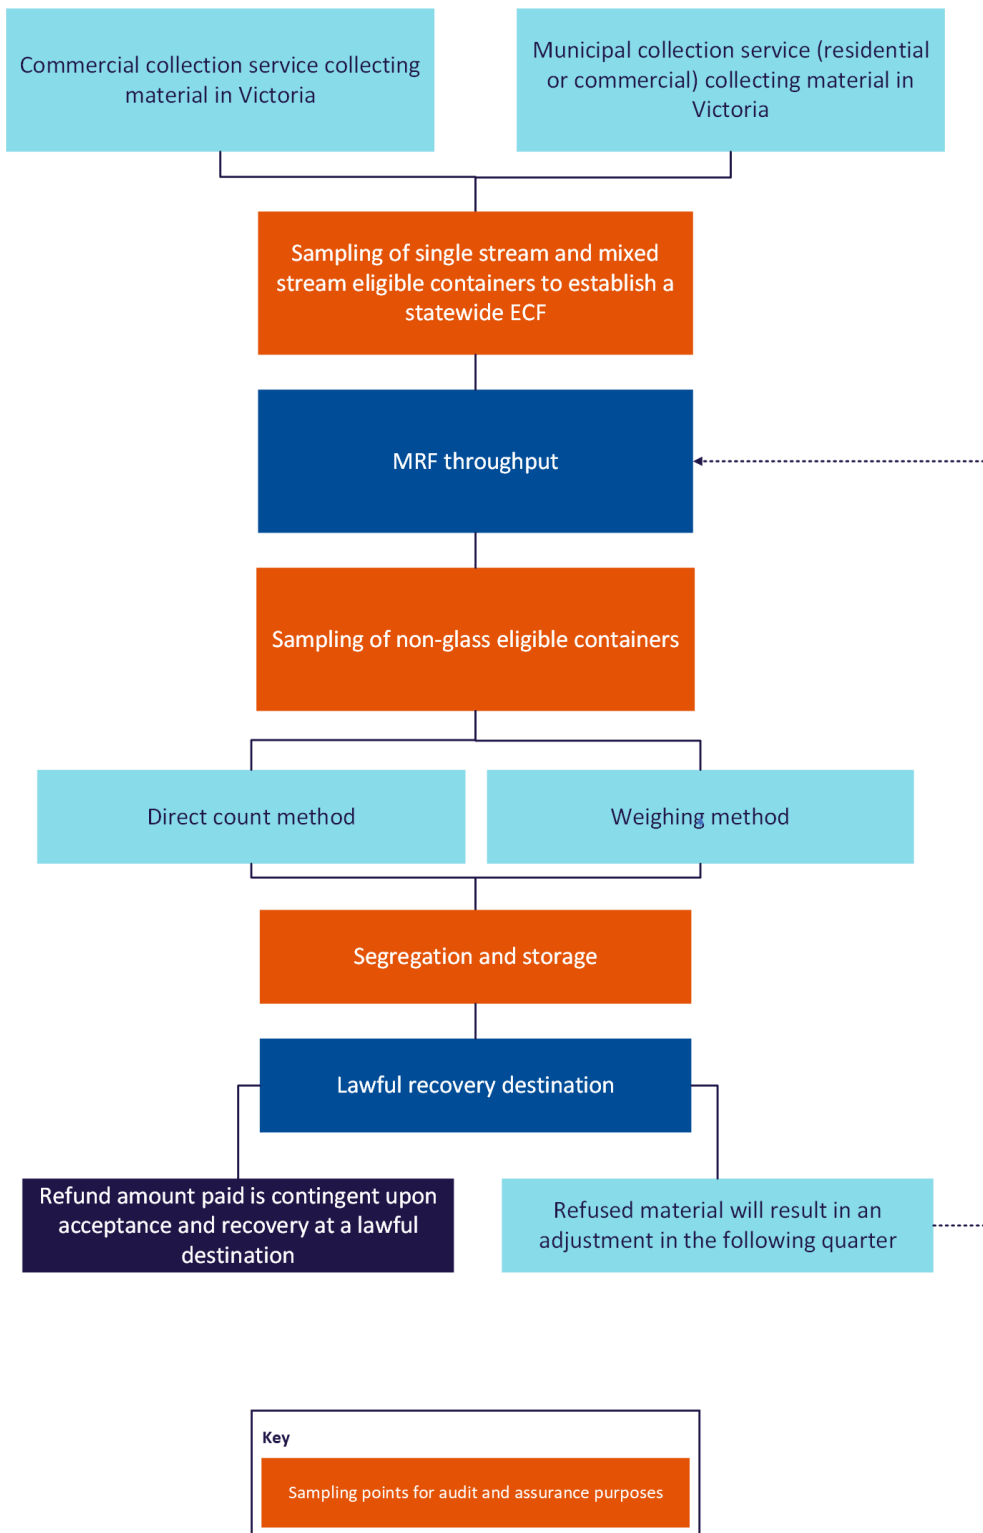 Commercial collection service collecting
material in Victoria
Municipal collection service (residential
or commercial) collecting material in
Victoria
Sampling of single stream and mixed
stream eligible containers to establish a
statewide ECF
MRF throughput
Sampling of non-glass eligible containers
Direct count method
Weighing method
Segregation and storage
Lawful recovery destination
Refund amount paid is contingent upon
acceptance and recovery at a lawful
destination
Refused material will result in an
adjustment in the following quarter
Key
Sampling points for audit and assurance purposes